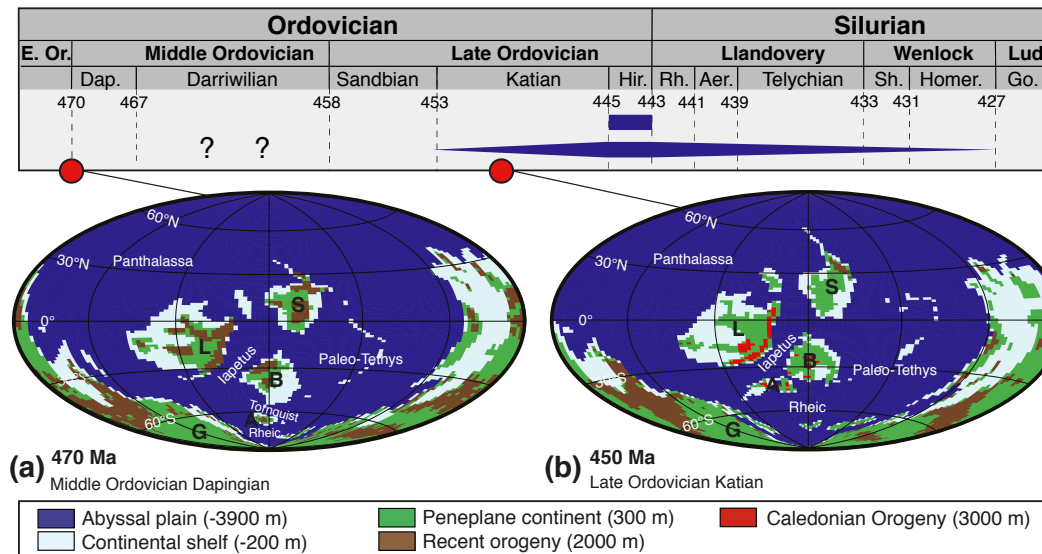 Ordovician Silurian
E. Or. Middle Ordovician Late Ordovician Llandovery Wenlock Lud
Dap. Darriwilian Sandbian Katian Hir. Rh. Aer. Telychian Sh. Homer. Go.
470 467 458 453 445 443 441 439 433 431 427
? ?
60°N 60°N
30°N Panthalassa 30°N Panthalassa
S S
0° 0°
L L
Iapetus Paleo-Tethys Iapetus Paleo-Tethys
B B
30°S A
Tornquist Rheic
A 60°S 60°S
G Rheic G
(a) 470 Ma (b) 450 Ma
Middle Ordovician Dapingian Late Ordovician Katian
Abyssal plain (-3900 m) Peneplane continent (300 m) Caledonian Orogeny (3000 m)
Continental shelf (-200 m) Recent orogeny (2000 m)